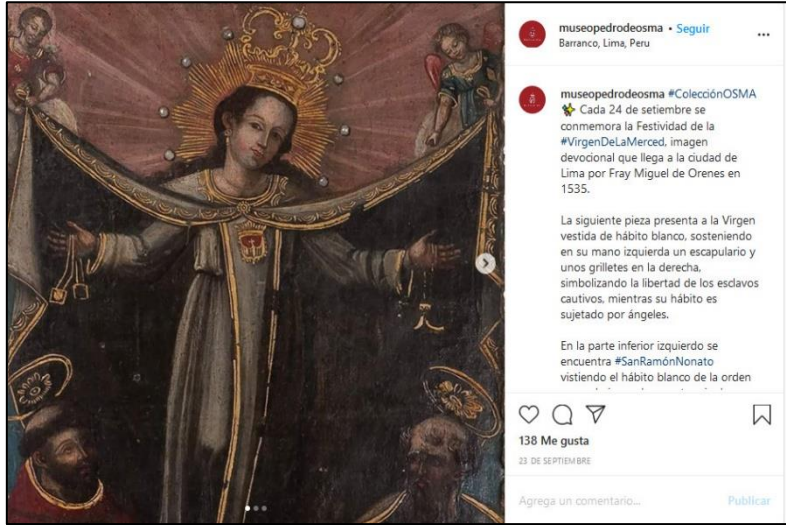 museopedrodeosma • Seguir
Barranco, Lima, Peru
museopedrodeosma #ColecciónOSMA
Cada 24 de setiembre se
conmemora la Festividad de la
#VirgenDeLaMerced, imagen
devocional que llega a la ciudad de
Lima por Fray Miguel de Orenes en
1535.
La siguiente pieza presenta a la Virgen
vestida de hábito blanco, sosteniendo
en su mano izquierda un escapulario y
unos grilletes en la derecha,
simbolizando la libertad de los esclavos
cautivos, mientras su hábito es
sujetado por ángeles.
En la parte inferior izquierdo se
encuentra #SanRamónNonato
vistiendo el hábito blanco de la orden
138 Me gusta
23 DE SEPTIEMBRE
Agrega un comentario... Publicar